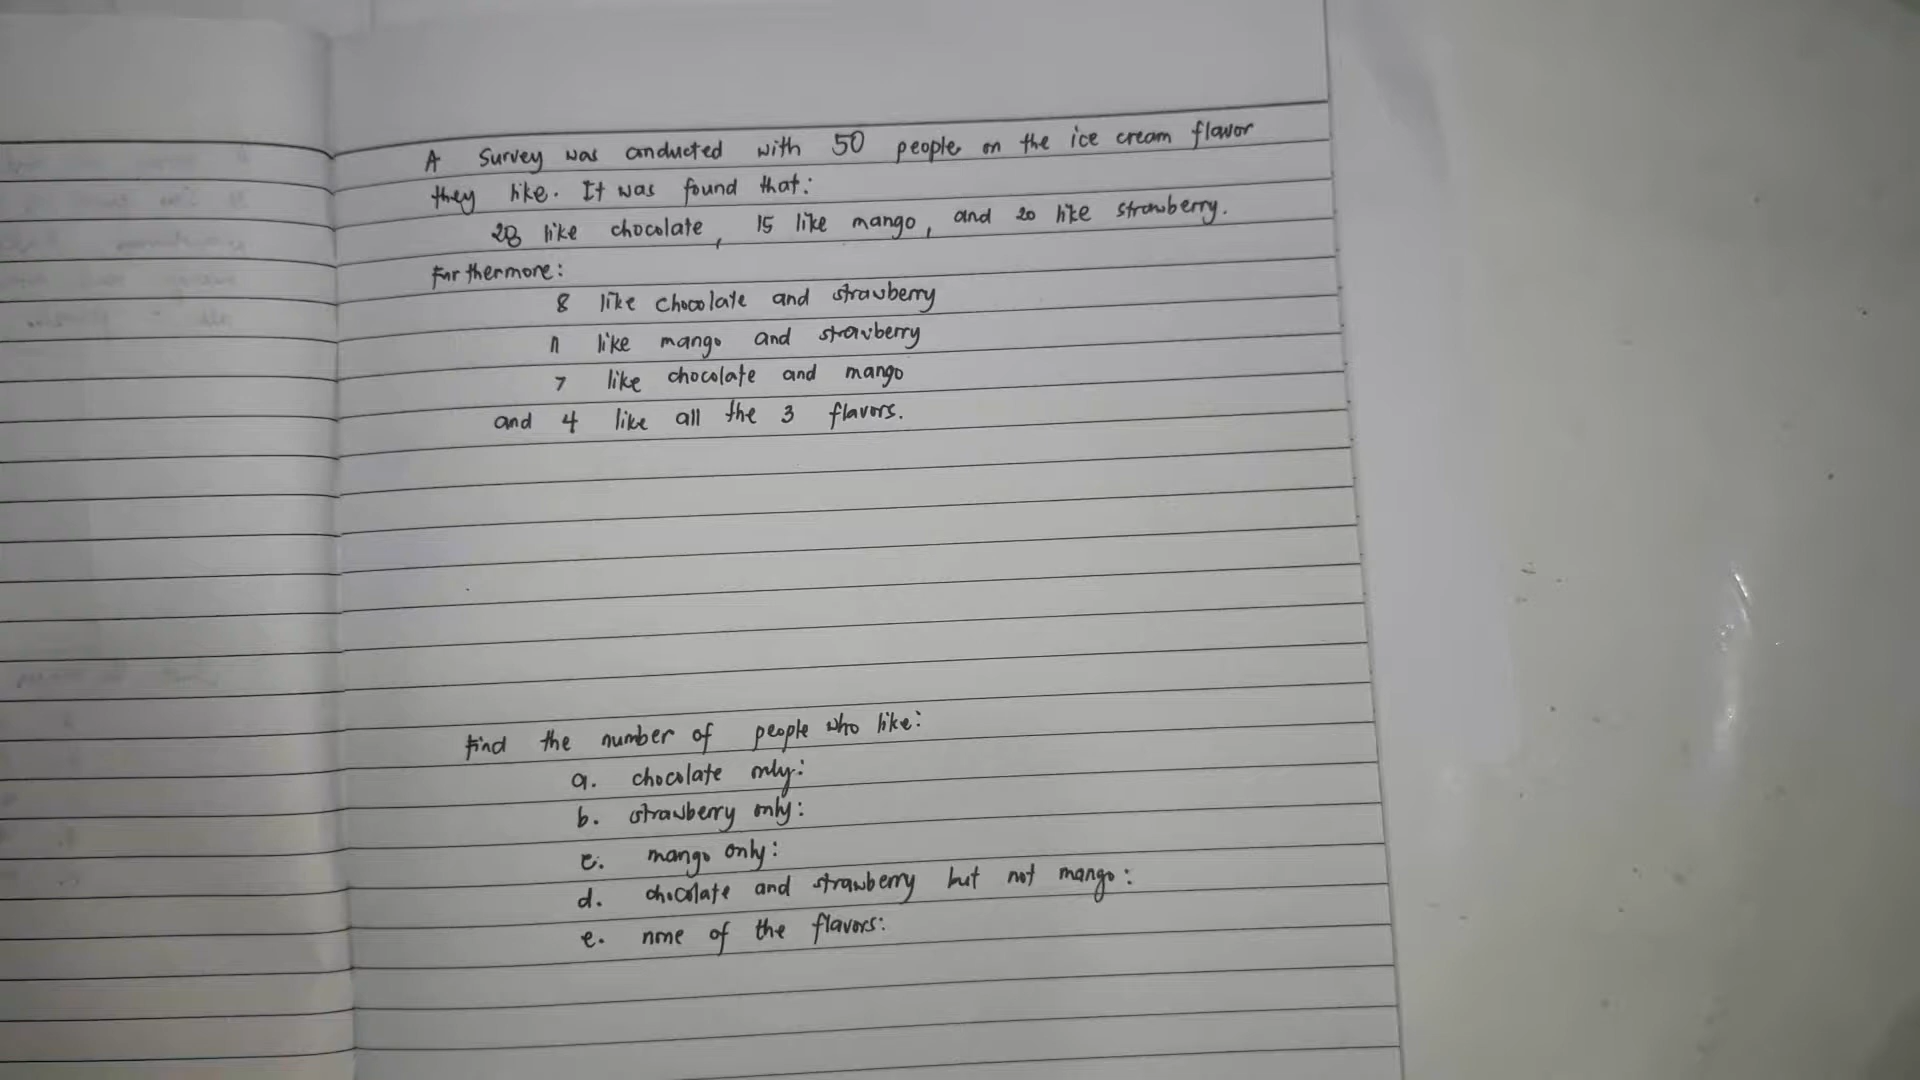 A survey was conducted with 50 people on the ice cream flavor
they like. It was found that:
28 like chocolate, 15 like mango, and 20 like strawberry.
Furthermore:
8 like chocolate and strawberry
11 like mango and strawberry
7 like chocolate and mango
and 4 like all the 3 flavors.
Find the number of people who like:
a. chocolate only:
b. strawberry only:
c. mango only:
d. chocolate and strawberry but not mango:
e. none of the flavors: